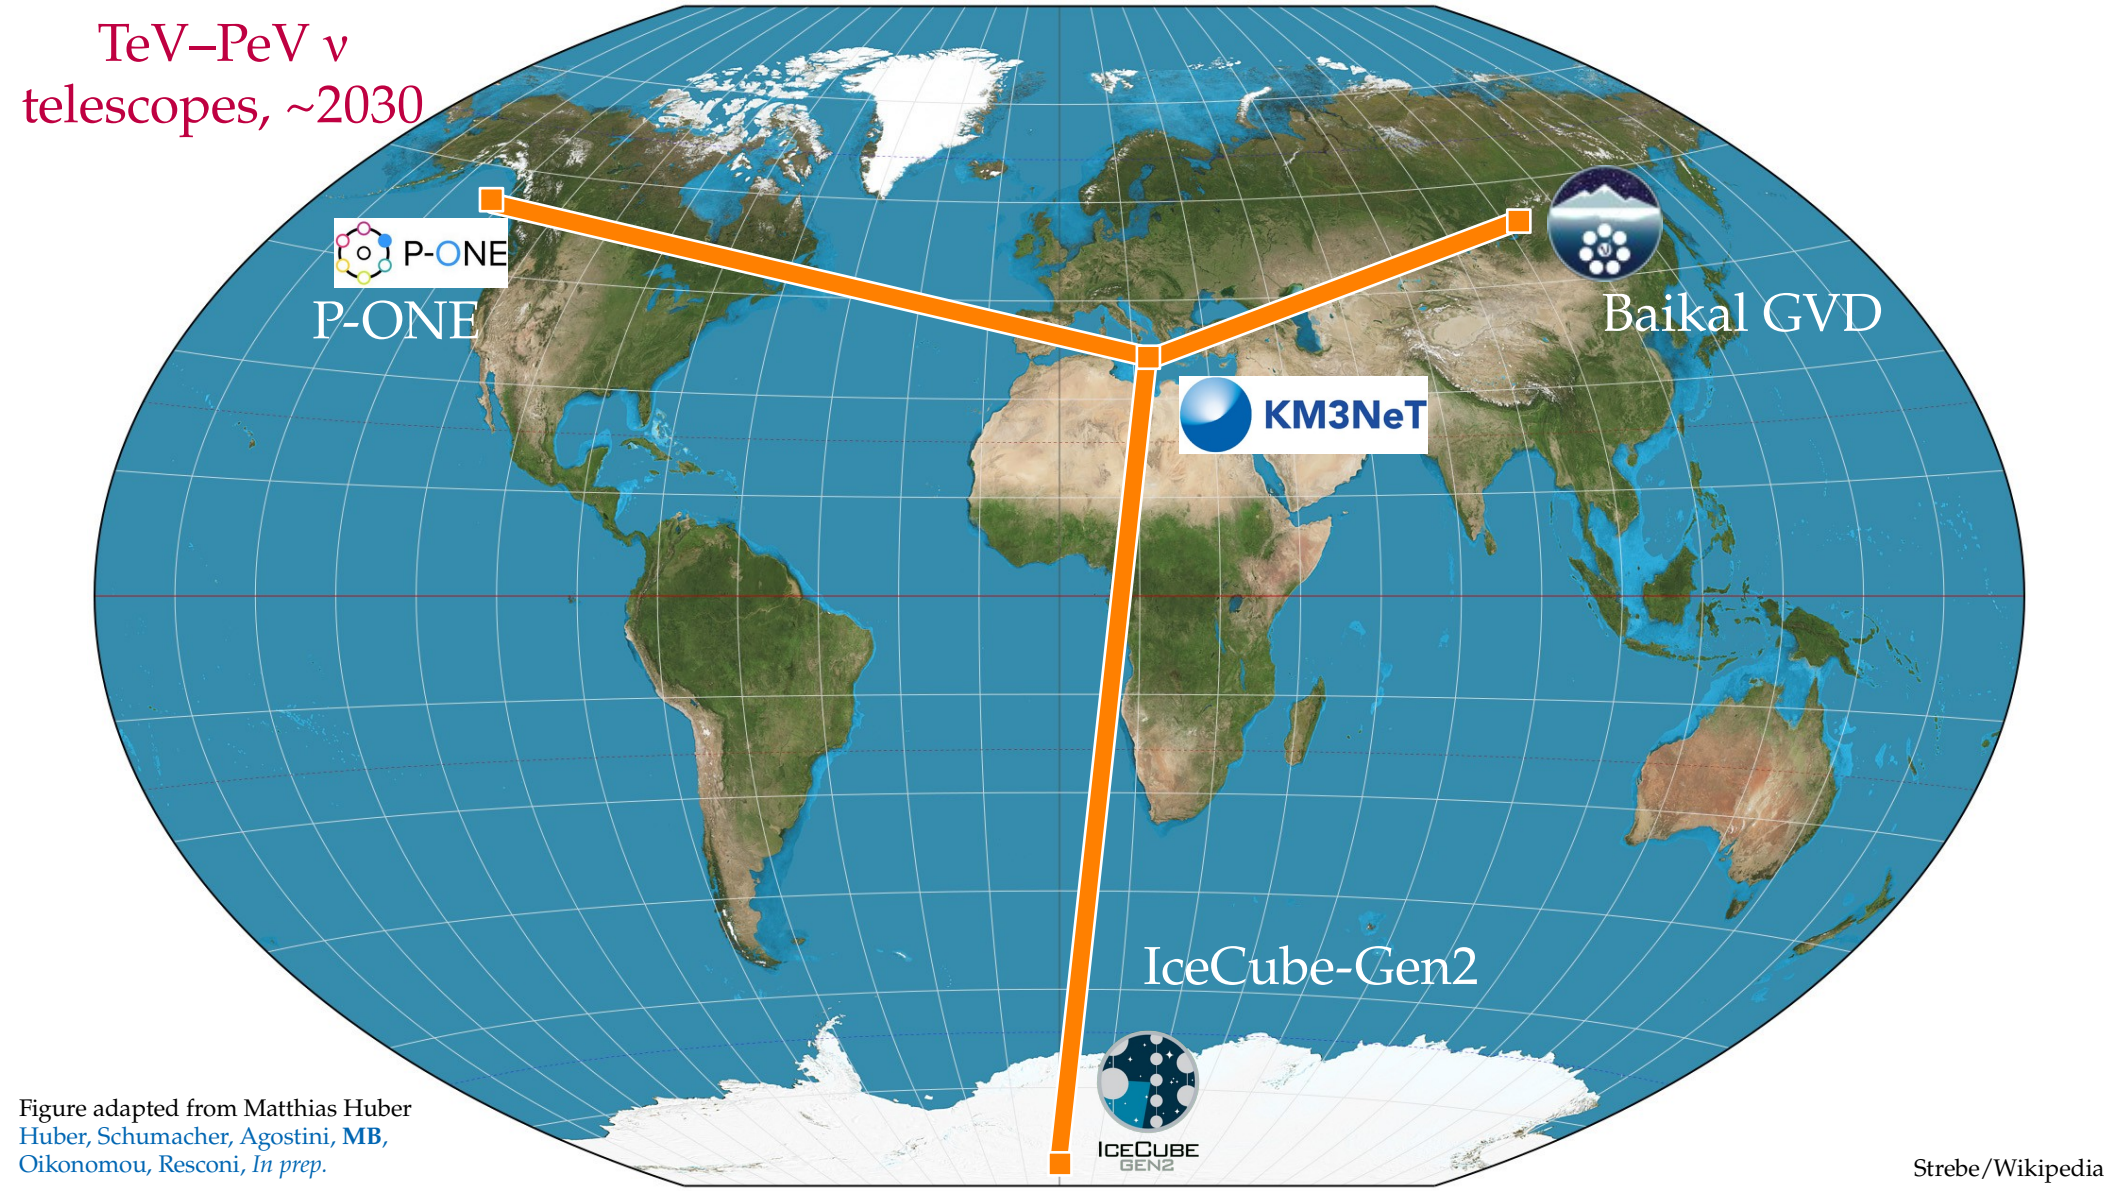 TeV–PeV ν
telescopes, ~2030
P-ONE
P-ONE
Baikal GVD
KM3NeT
IceCube-Gen2
ICECUBE
GEN2
Figure adapted from Matthias Huber
Huber, Schumacher, Agostini, MB,
Oikonomou, Resconi, In prep.
Strebe/Wikipedia